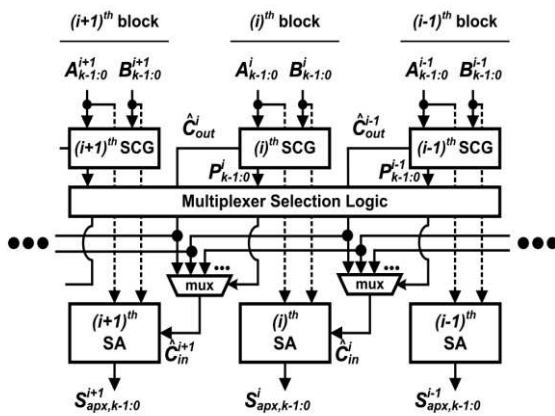 (i+1)th block (i)th block (i-1)th block
A^{i+1}_{k-1:0} B^{i+1}_{k-1:0} A^{i}_{k-1:0} B^{i}_{k-1:0} A^{i-1}_{k-1:0} B^{i-1}_{k-1:0}
Ĉ^{i}_{out} Ĉ^{i-1}_{out}
(i+1)th SCG (i)th SCG (i-1)th SCG
P^{i}_{k-1:0} P^{i-1}_{k-1:0}
Multiplexer Selection Logic
••• •••
••• •••
mux mux
(i+1)th SA (i)th SA (i-1)th SA
Ĉ^{i+1}_{in} Ĉ^{i}_{in}
S^{i+1}_{apx,k-1:0} S^{i}_{apx,k-1:0} S^{i-1}_{apx,k-1:0}